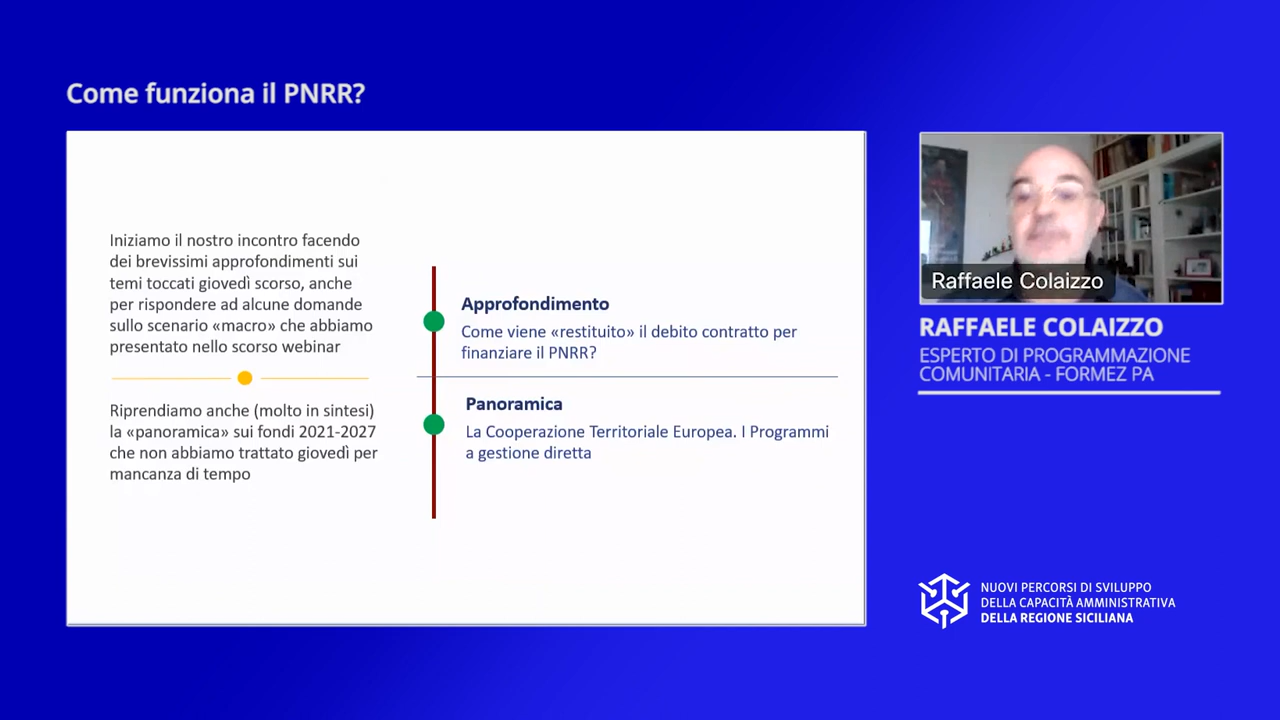 Come funziona il PNRR?
Iniziamo il nostro incontro facendo
dei brevissimi approfondimenti sui
temi toccati giovedì scorso, anche
per rispondere ad alcune domande
sullo scenario «macro» che abbiamo
presentato nello scorso webinar
Riprendiamo anche (molto in sintesi)
la «panoramica» sui fondi 2021-2027
che non abbiamo trattato giovedì per
mancanza di tempo
Approfondimento
Come viene «restituito» il debito contratto per
finanziare il PNRR?
Panoramica
La Cooperazione Territoriale Europea. I Programmi
a gestione diretta
Raffaele Colaizzo
RAFFAELE COLAIZZO
ESPERTO DI PROGRAMMAZIONE
COMUNITARIA - FORMEZ PA
NUOVI PERCORSI DI SVILUPPO
DELLA CAPACITÀ AMMINISTRATIVA
DELLA REGIONE SICILIANA